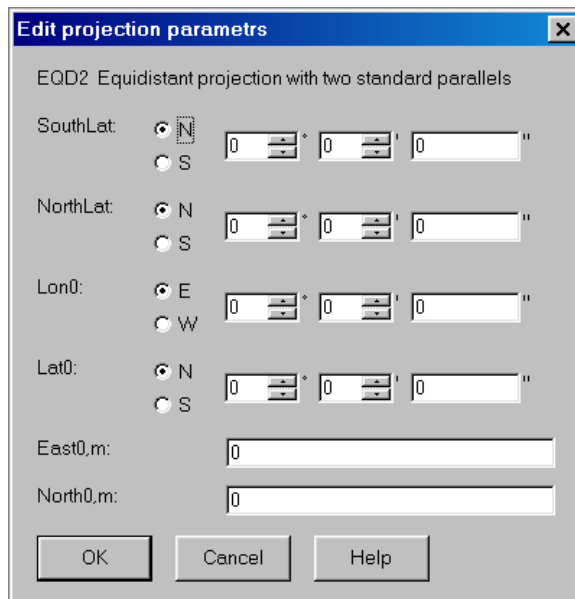 Edit projection parametrs
EQD2 Equidistant projection with two standard parallels
SouthLat: N 0 ° 0 ' 0 "
S
NorthLat: N 0 ° 0 ' 0 "
S
Lon0: E 0 ° 0 ' 0 "
W
Lat0: N 0 ° 0 ' 0 "
S
East0,m: 0
North0,m: 0
OK Cancel Help